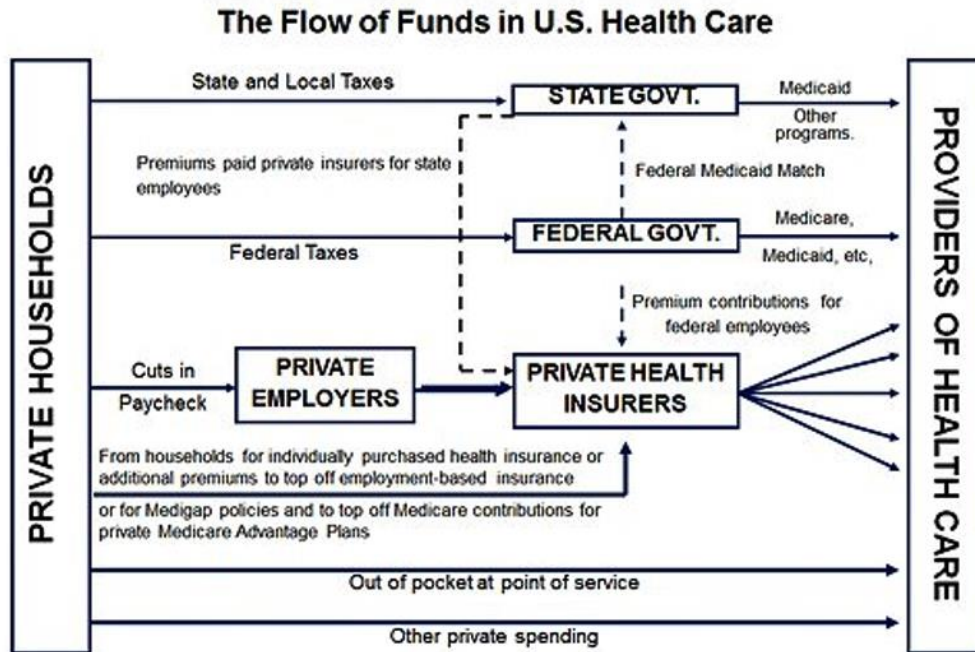 The Flow of Funds in U.S. Health Care
PRIVATE HOUSEHOLDS
State and Local Taxes
STATE GOVT.
Medicaid
Other
programs.
Premiums paid private insurers for state
employees
Federal Medicaid Match
Federal Taxes
FEDERAL GOVT.
Medicare,
Medicaid, etc,
Premium contributions for
federal employees
Cuts in
Paycheck
PRIVATE
EMPLOYERS
PRIVATE HEALTH
INSURERS
From households for individually purchased health insurance or
additional premiums to top off employment-based insurance
or for Medigap policies and to top off Medicare contributions for
private Medicare Advantage Plans
Out of pocket at point of service
Other private spending
PROVIDERS OF HEALTH CARE